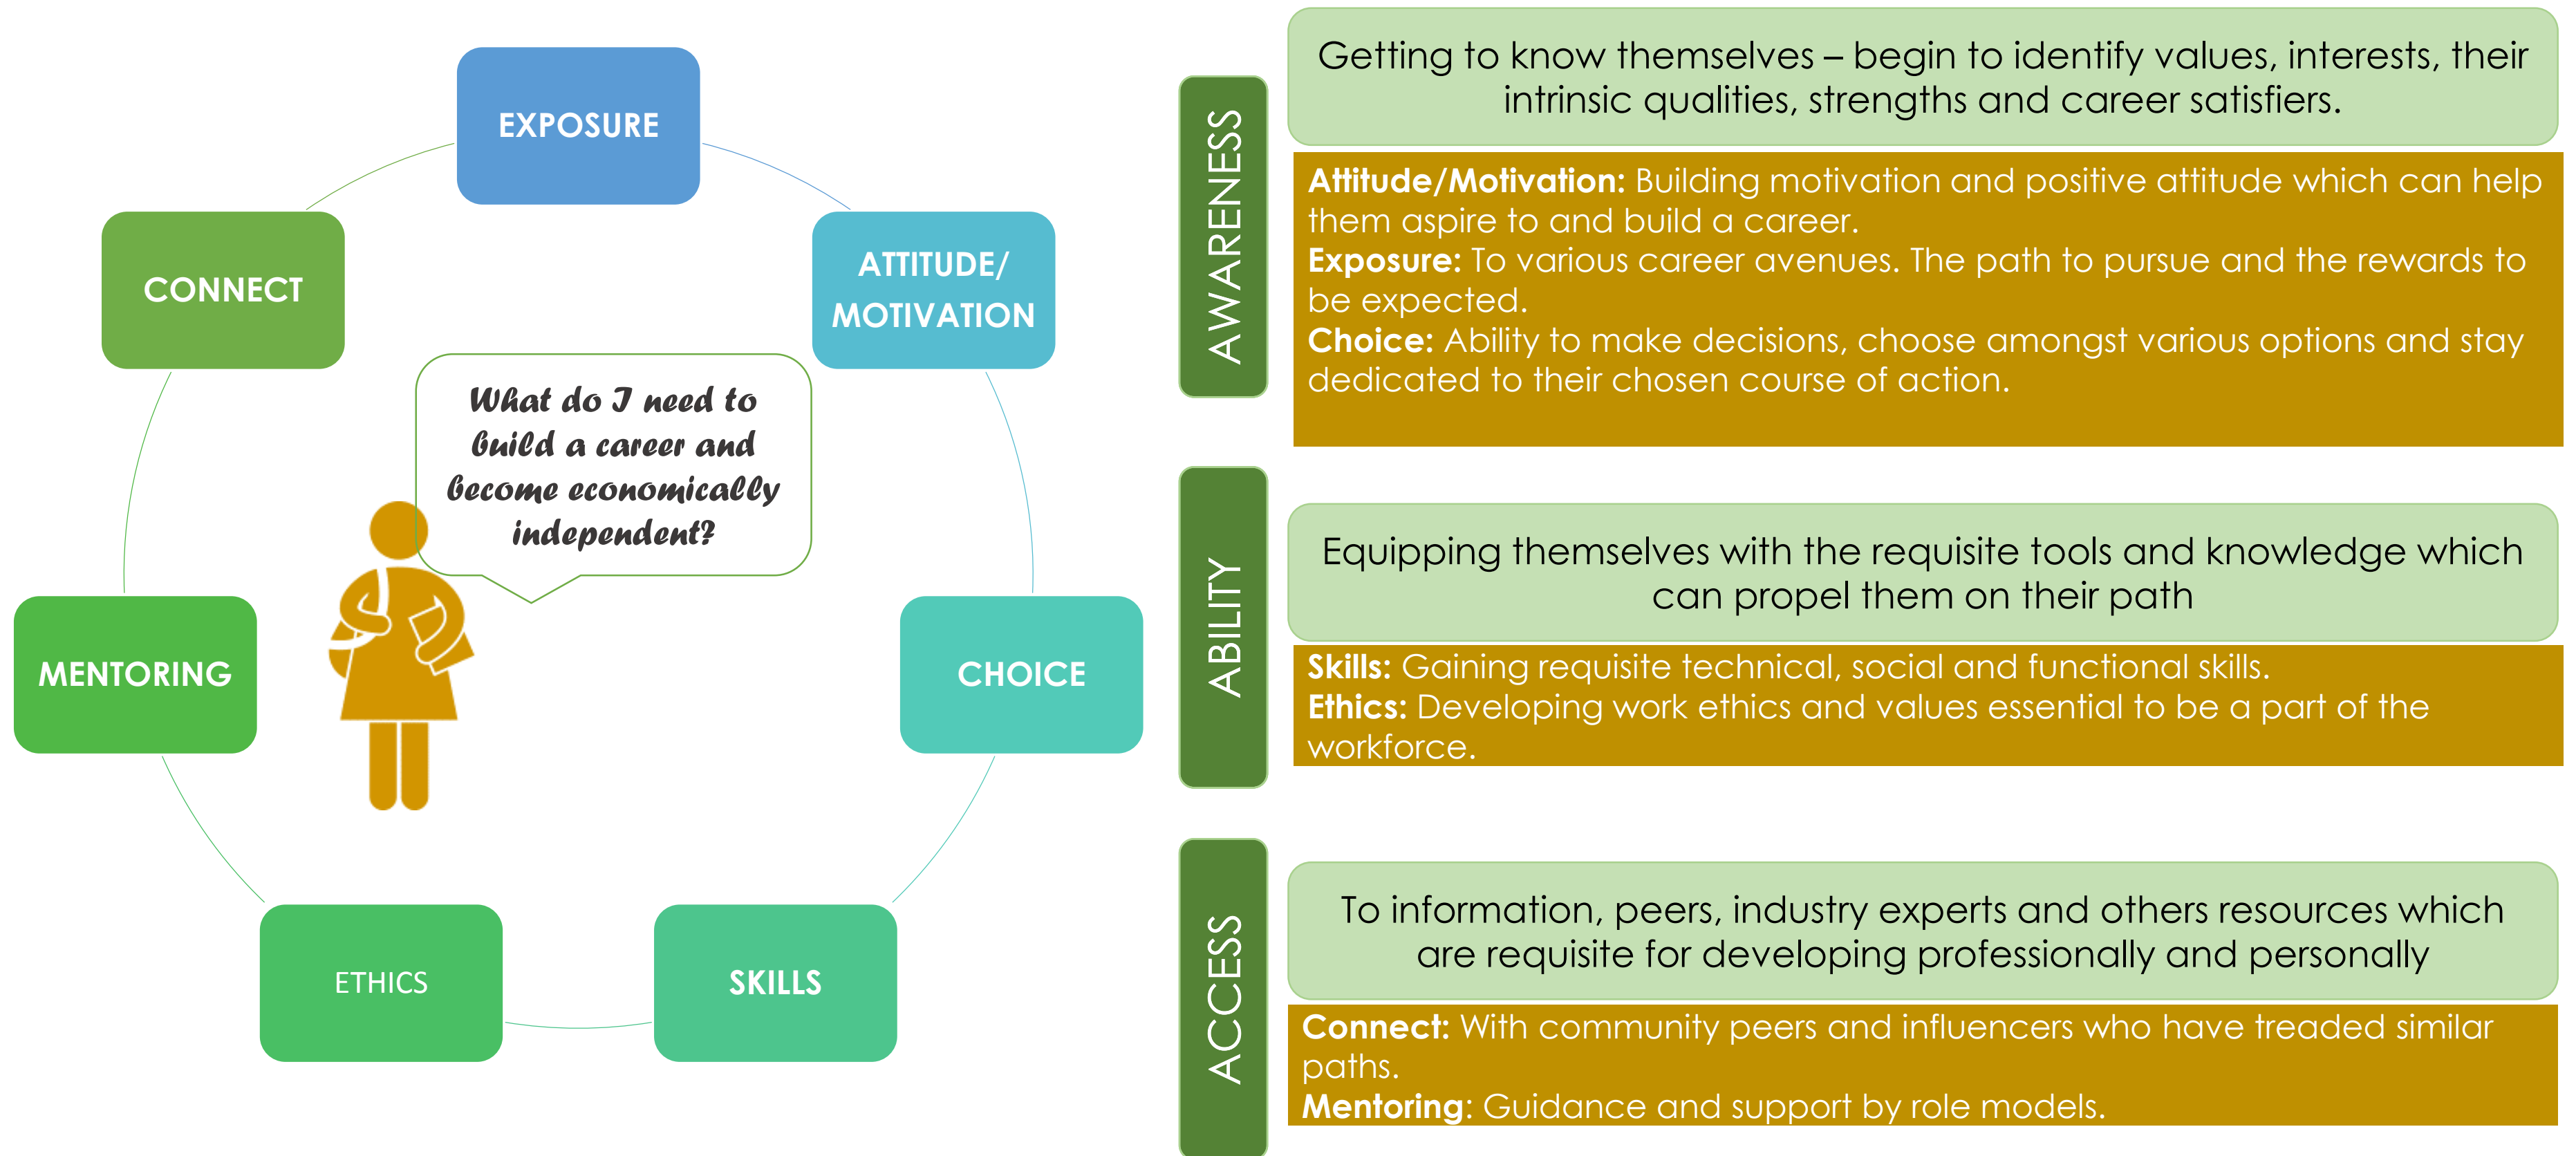 EXPOSURE
ATTITUDE/
MOTIVATION
CHOICE
SKILLS
ETHICS
MENTORING
CONNECT
What do I need to
build a career and
become economically
independent?
AWARENESS
Getting to know themselves – begin to identify values, interests, their
intrinsic qualities, strengths and career satisfiers.
Attitude/Motivation: Building motivation and positive attitude which can help
them aspire to and build a career.
Exposure: To various career avenues. The path to pursue and the rewards to
be expected.
Choice: Ability to make decisions, choose amongst various options and stay
dedicated to their chosen course of action.
ABILITY
Equipping themselves with the requisite tools and knowledge which
can propel them on their path
Skills: Gaining requisite technical, social and functional skills.
Ethics: Developing work ethics and values essential to be a part of the
workforce.
ACCESS
To information, peers, industry experts and others resources which
are requisite for developing professionally and personally
Connect: With community peers and influencers who have treaded similar
paths.
Mentoring: Guidance and support by role models.